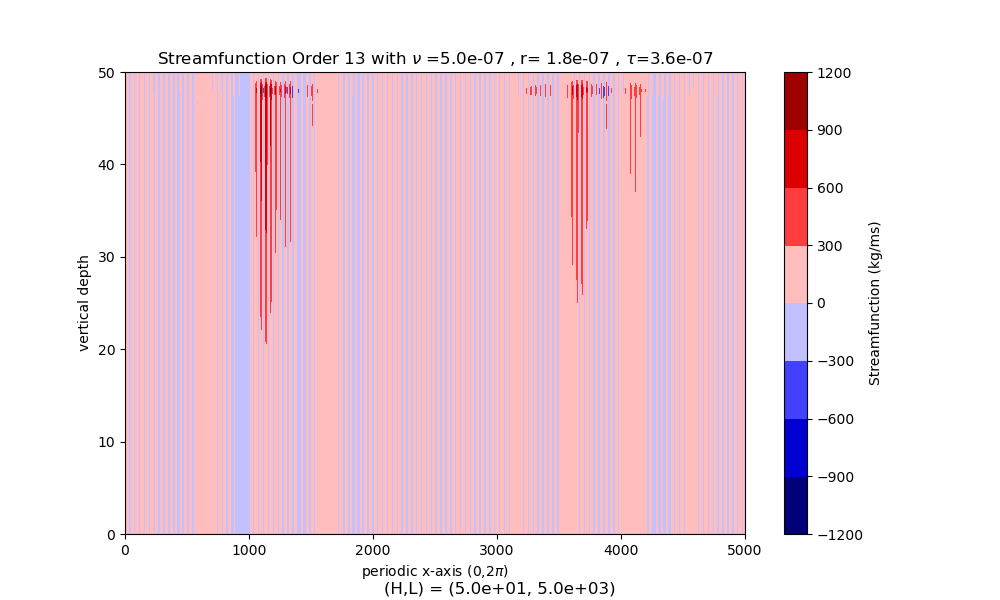 Streamfunction Order 13 with ν =5.0e-07 , r= 1.8e-07 , τ=3.6e-07
50
40
30
20
10
0
vertical depth
0 1000 2000 3000 4000 5000
periodic x-axis (0,2π)
(H,L) = (5.0e+01, 5.0e+03)
1200
900
600
300
0
−300
−600
−900
−1200
Streamfunction (kg/ms)